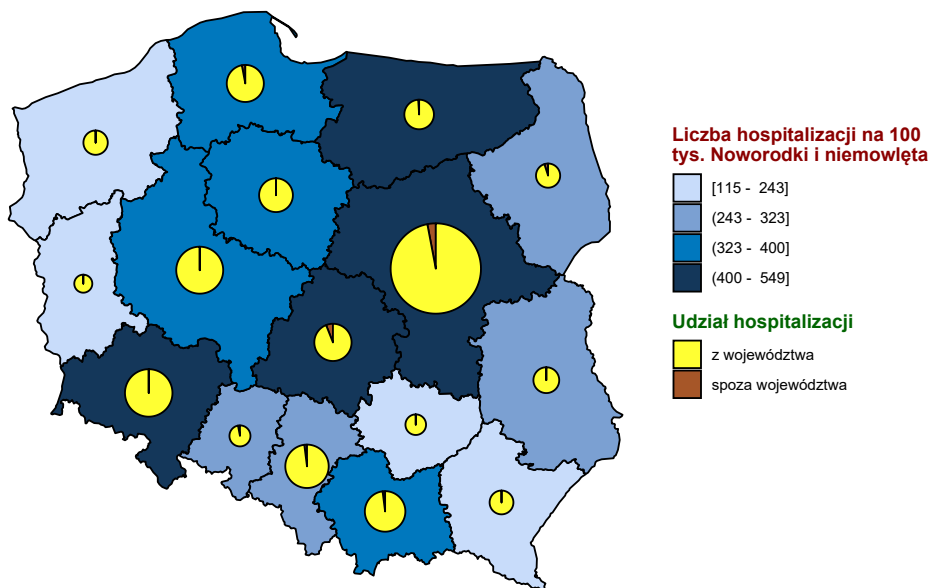 Liczba hospitalizacji na 100
tys. Noworodki i niemowlęta
[115 - 243]
(243 - 323]
(323 - 400]
(400 - 549]
Udział hospitalizacji
z województwa
spoza województwa